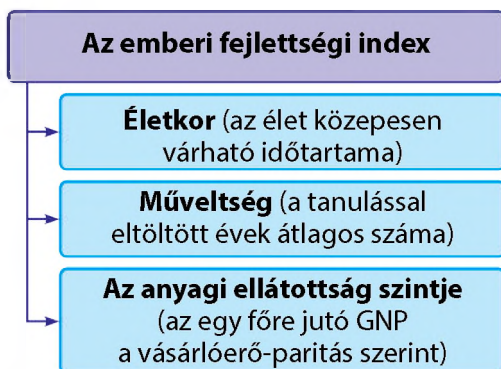 Az emberi fejlettségi index
Életkor (az élet közepesen
várható időtartama)
Műveltség (a tanulással
eltöltött évek átlagos száma)
Az anyagi ellátottság szintje
(az egy főre jutó GNP
a vásárlóerő-paritás szerint)